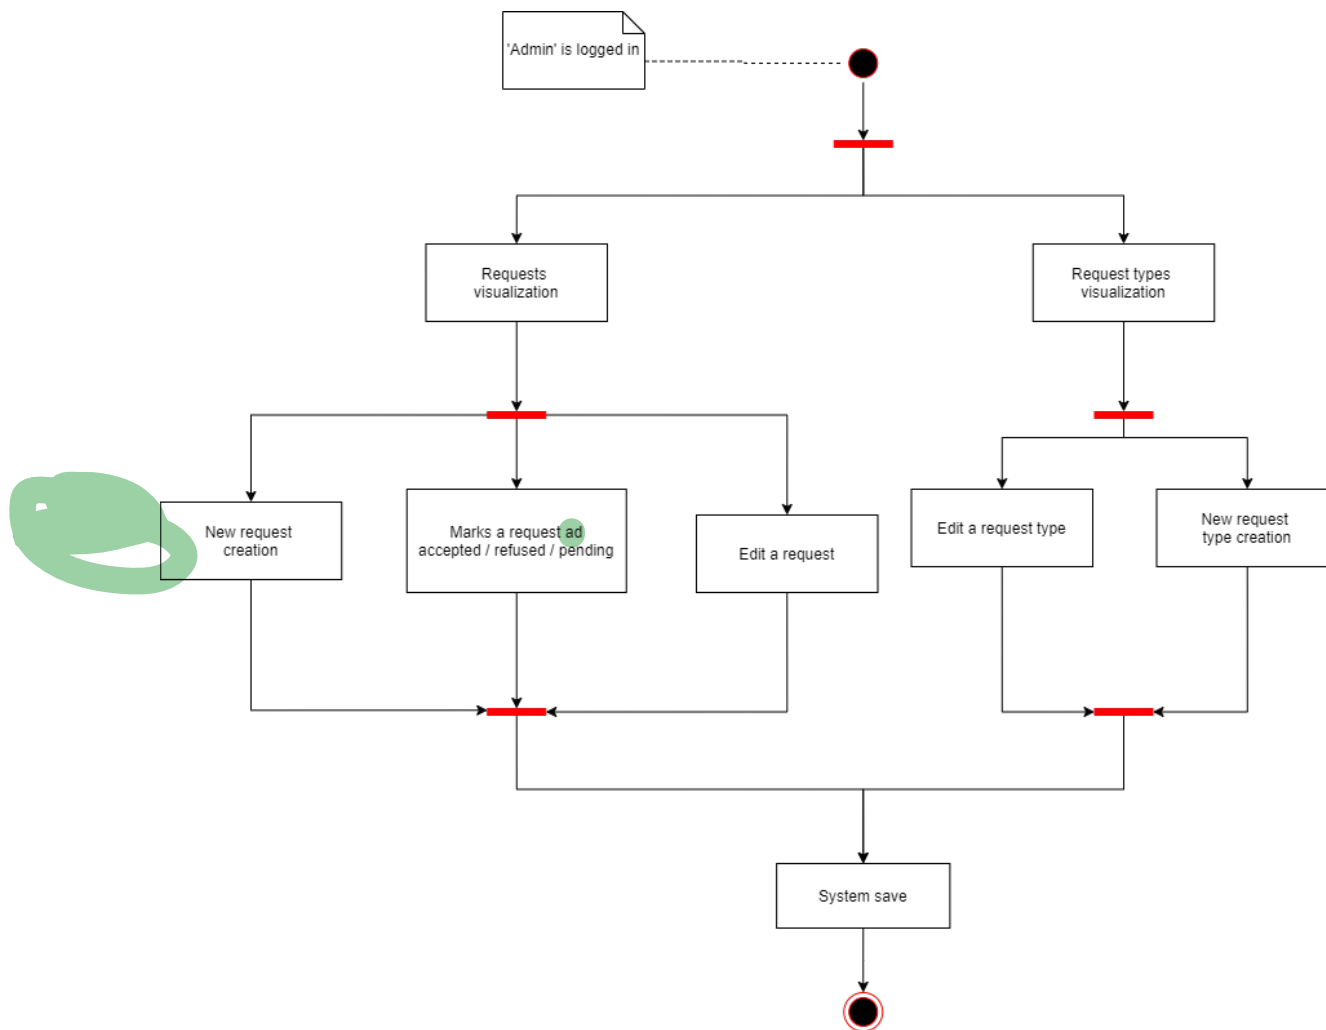 'Admin' is logged in
Requests
visualization
Request types
visualization
New request
creation
Marks a request ad
accepted / refused / pending
Edit a request
Edit a request type
New request
type creation
System save